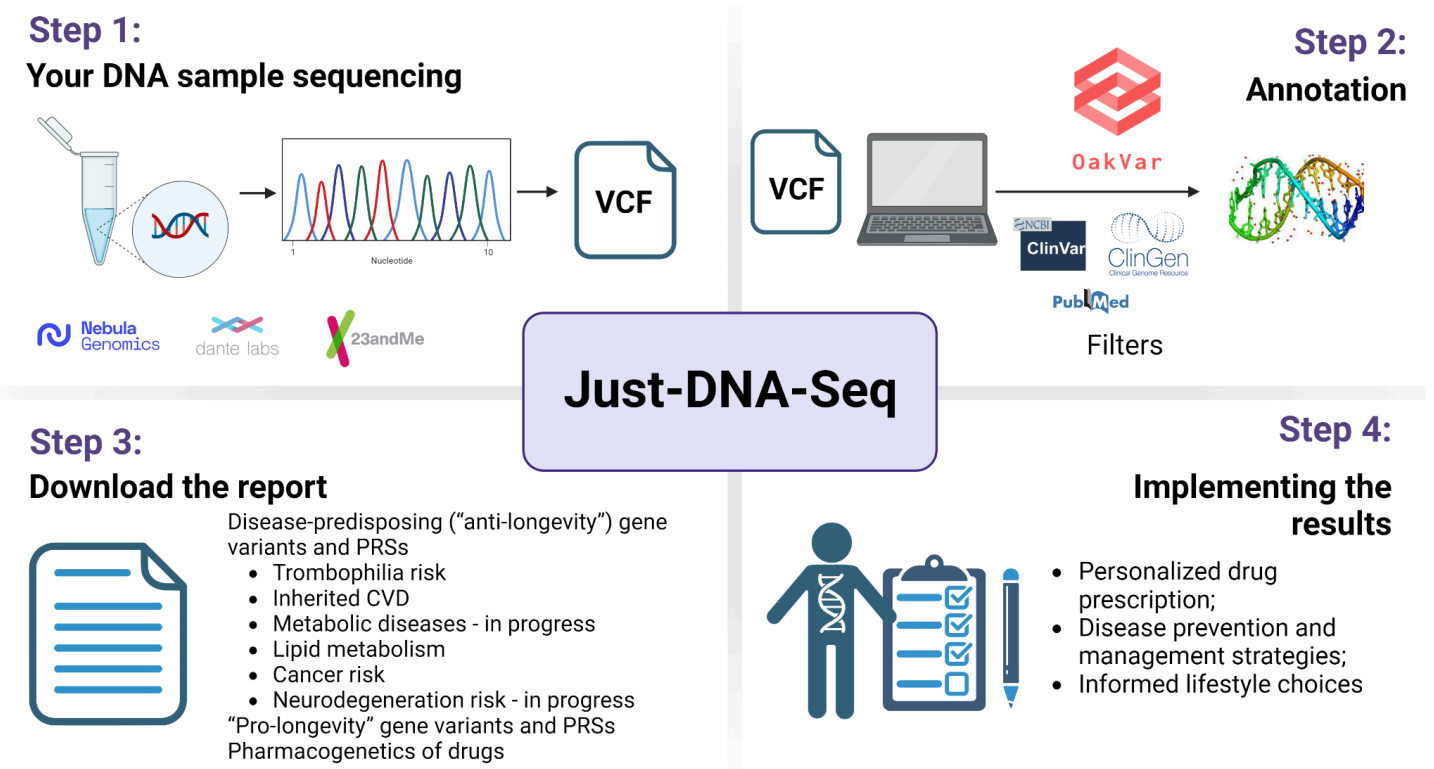 Step 1:
Your DNA sample sequencing
VCF
1
10
Nucleotide
Nebula
Genomics
dante labs
23andMe
Step 2:
Annotation
VCF
OakVar
NCBI
ClinVar
ClinGen
Clinical Genome Resource
PubMed
Filters
Just-DNA-Seq
Step 3:
Download the report
Disease-predisposing (“anti-longevity”) gene
variants and PRSs
• Trombophilia risk
• Inherited CVD
• Metabolic diseases - in progress
• Lipid metabolism
• Cancer risk
• Neurodegeneration risk - in progress
“Pro-longevity” gene variants and PRSs
Pharmacogenetics of drugs
Step 4:
Implementing the
results
• Personalized drug
prescription;
• Disease prevention and
management strategies;
• Informed lifestyle choices